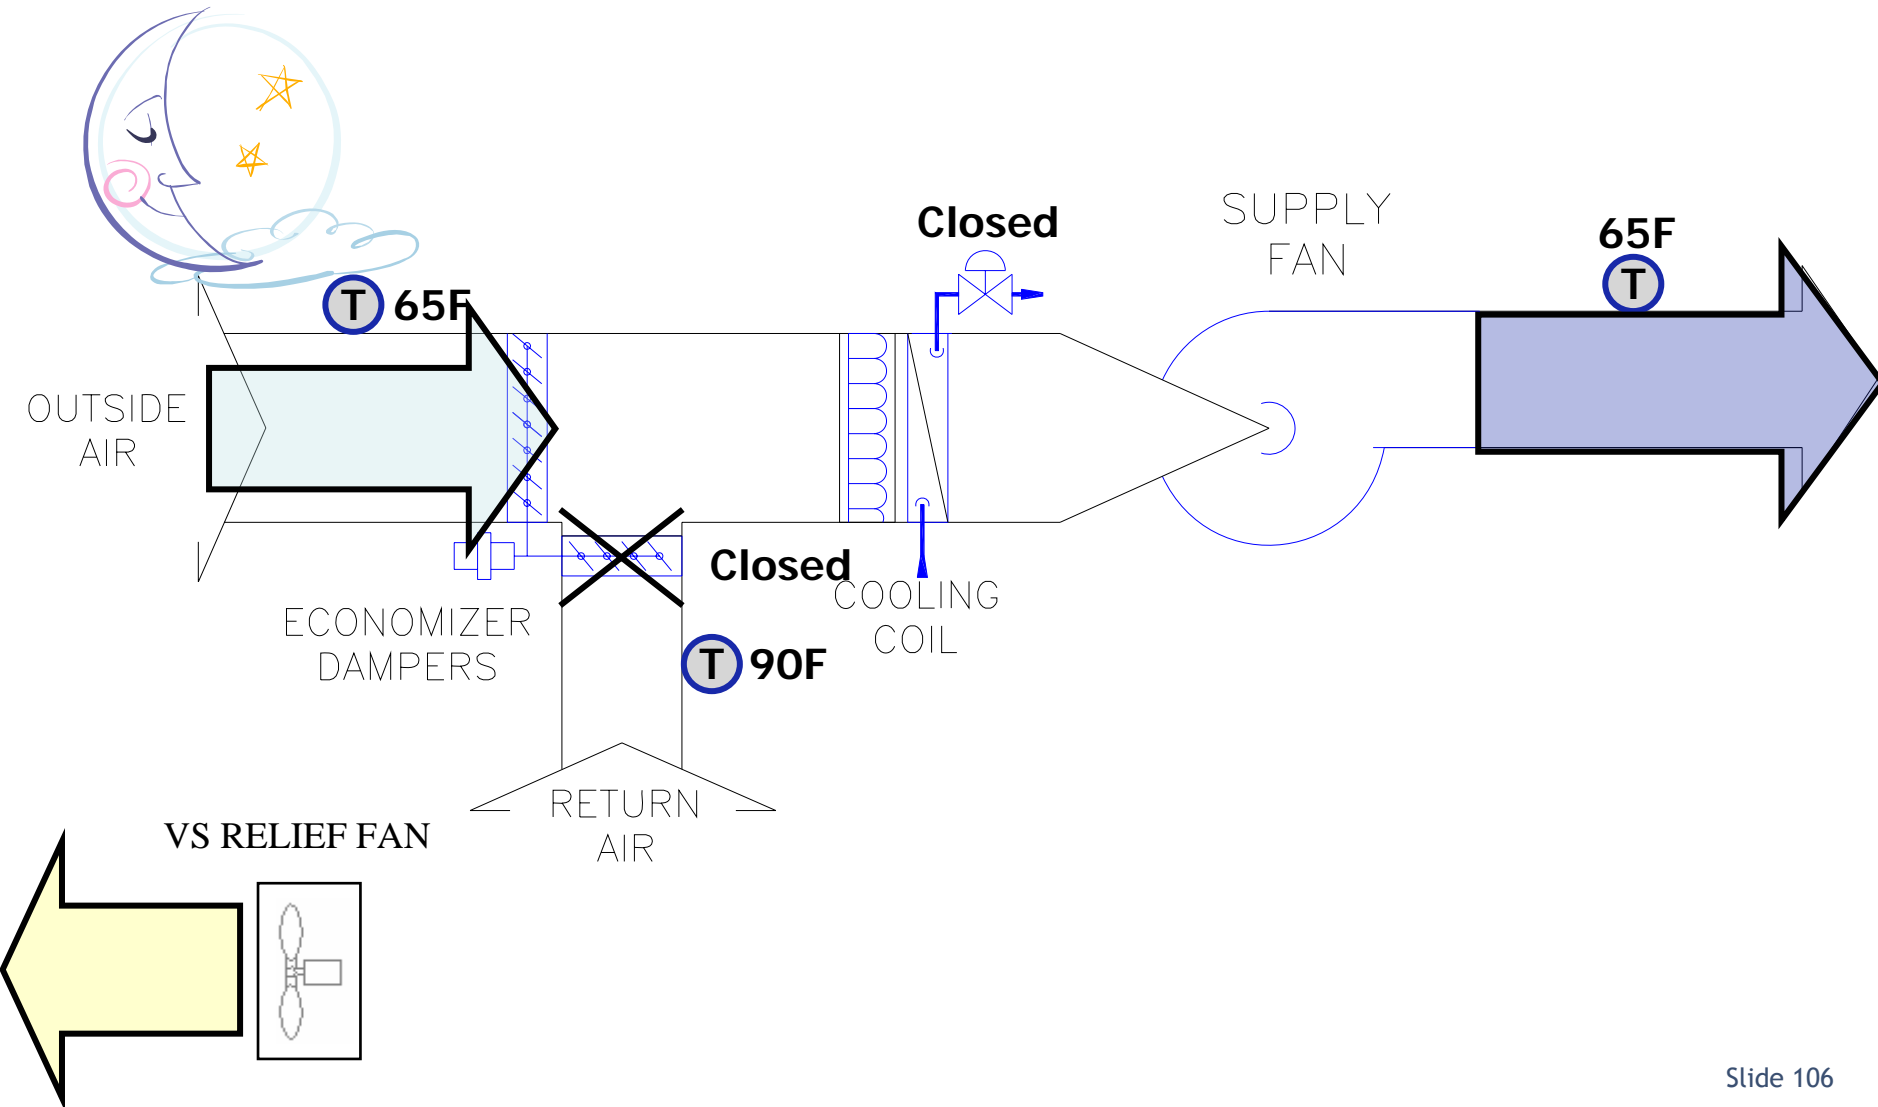 Closed
SUPPLY
FAN
65F
T
T 65F
OUTSIDE
AIR
Closed
COOLING
COIL
ECONOMIZER
DAMPERS
T 90F
RETURN
AIR
VS RELIEF FAN
Slide 106